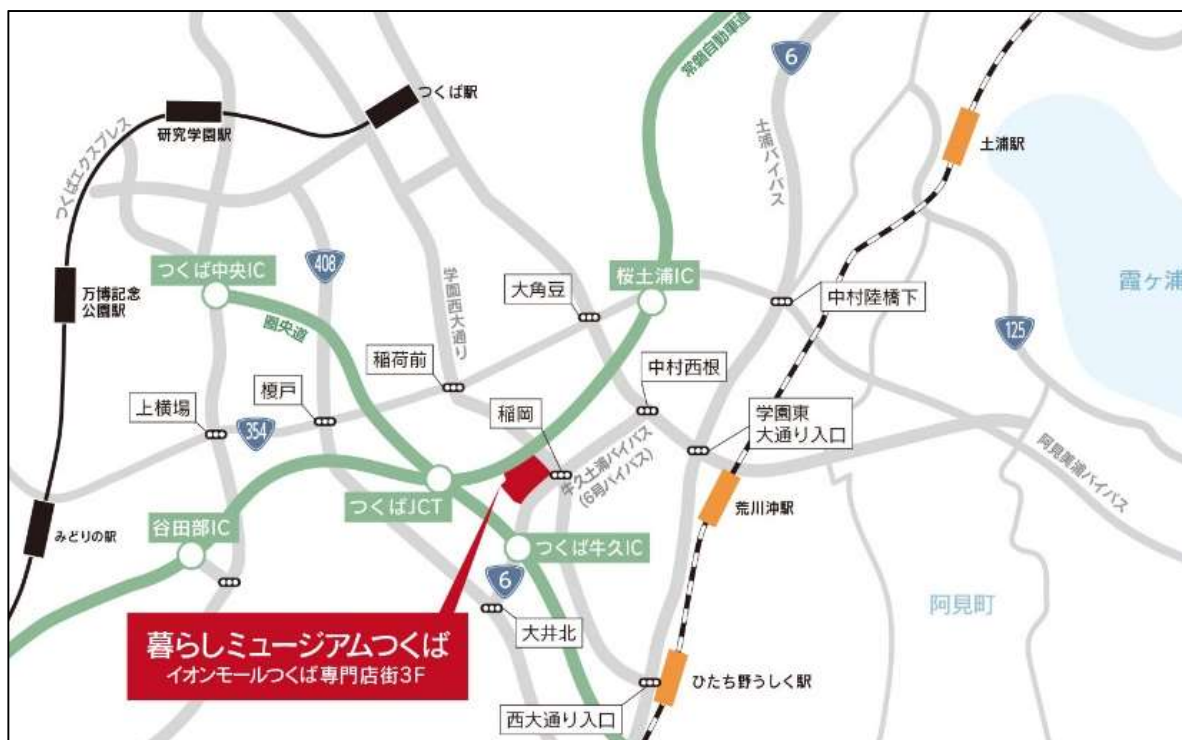 常磐自動車道
6
つくば駅
研究学園駅
つくばエクスプレス
土浦バイパス
土浦駅
つくば中央IC
408
学園西大通り
大角豆
桜土浦IC
中村陸橋下
霞ヶ浦
万博記念
公園駅
圏央道
125
稲荷前
中村西根
上横場
榎戸
354
稲岡
学園東
大通り入口
牛久土浦バイパス
(6号バイパス)
阿見美浦バイパス
つくばJCT
荒川沖駅
みどりの駅
谷田部IC
つくば牛久IC
6
阿見町
大井北
暮らしミュージアムつくば
イオンモールつくば専門店街3F
ひたち野うしく駅
西大通り入口